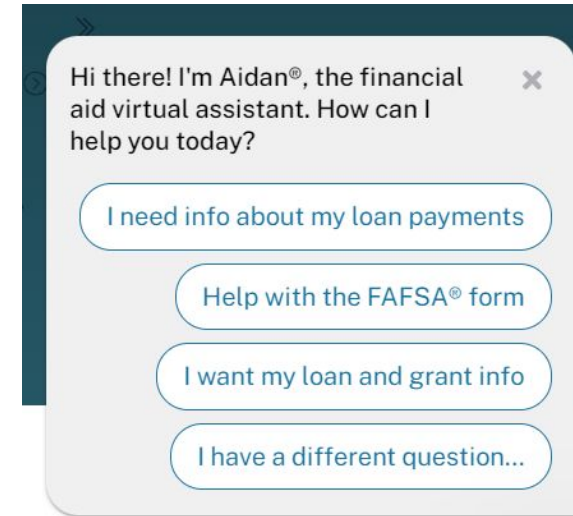 Hi there! I'm Aidan®, the financial
aid virtual assistant. How can I
help you today?
I need info about my loan payments
Help with the FAFSA® form
I want my loan and grant info
I have a different question...